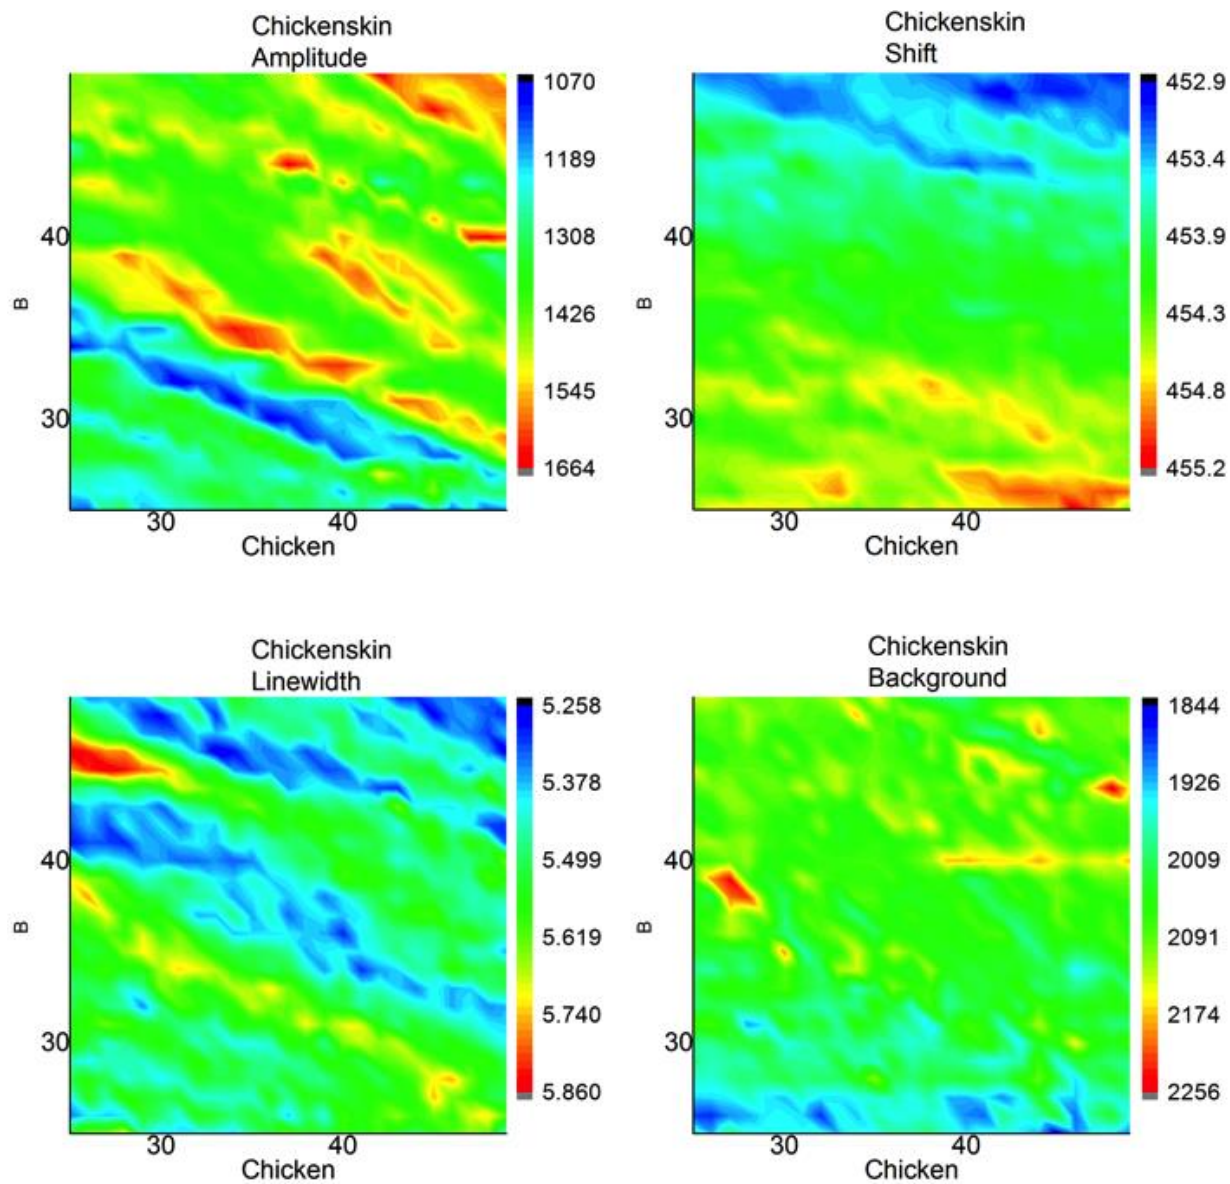 Chickenskin
Amplitude
1070
1189
1308
1426
1545
1664
40
30
B
30
40
Chicken
Chickenskin
Shift
452.9
453.4
453.9
454.3
454.8
455.2
40
30
B
30
40
Chicken
Chickenskin
Linewidth
5.258
5.378
5.499
5.619
5.740
5.860
40
30
B
30
40
Chicken
Chickenskin
Background
1844
1926
2009
2091
2174
2256
40
30
B
30
40
Chicken